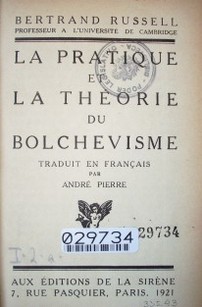 BERTRAND RUSSELL
PROFESSEUR A L'UNIVERSITÉ DE CAMBRIDGE
LA PRATIQUE
ET
LA THÉORIE
DU
BOLCHEVISME
TRADUIT EN FRANÇAIS
PAR
ANDRÉ PIERRE
029734
29734
AUX ÉDITIONS DE LA SIRÈNE
7, RUE PASQUIER, PARIS. 1921